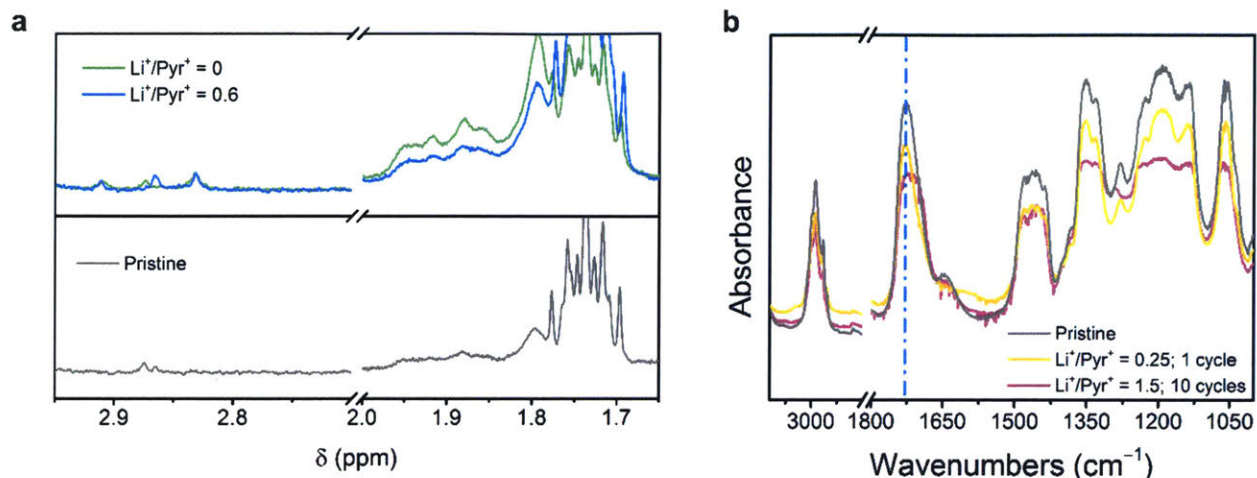 a
Li⁺/Pyr⁺ = 0
Li⁺/Pyr⁺ = 0.6
Pristine
2.9
2.8
2.0
1.9
1.8
1.7
δ (ppm)
b
Absorbance
Pristine
Li⁺/Pyr⁺ = 0.25; 1 cycle
Li⁺/Pyr⁺ = 1.5; 10 cycles
3000
1800
1650
1500
1350
1200
1050
Wavenumbers (cm⁻¹)